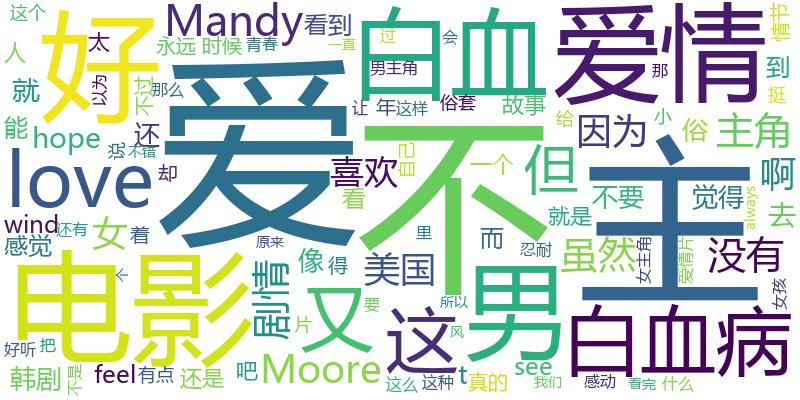 这个
Mandy
看到
白血
爱情
情节
人
好
太
永远
时候
青春
一直
过
会
那
到
就
以为
不过
那么
男主角
让
年
这样
俗套
故事
给
小
挺
能
hope
还
爱
不
因为
俗
主角
love
不错
却
喜欢
自己
一个
但
主
不要
觉得
啊
always
去
wind
感觉
还有
女
着
原来
看
里
而
就是
忍耐
虽然
女主角
爱情片
没有
女孩
电影
剧情
像
得
美国
男
个
又
片
要
所以
风
这
白血病
好听
把
韩剧
不是
feel
有点
还是
吧
Moore
这么
这种
t
真的
see
我们
感动
看完
什么